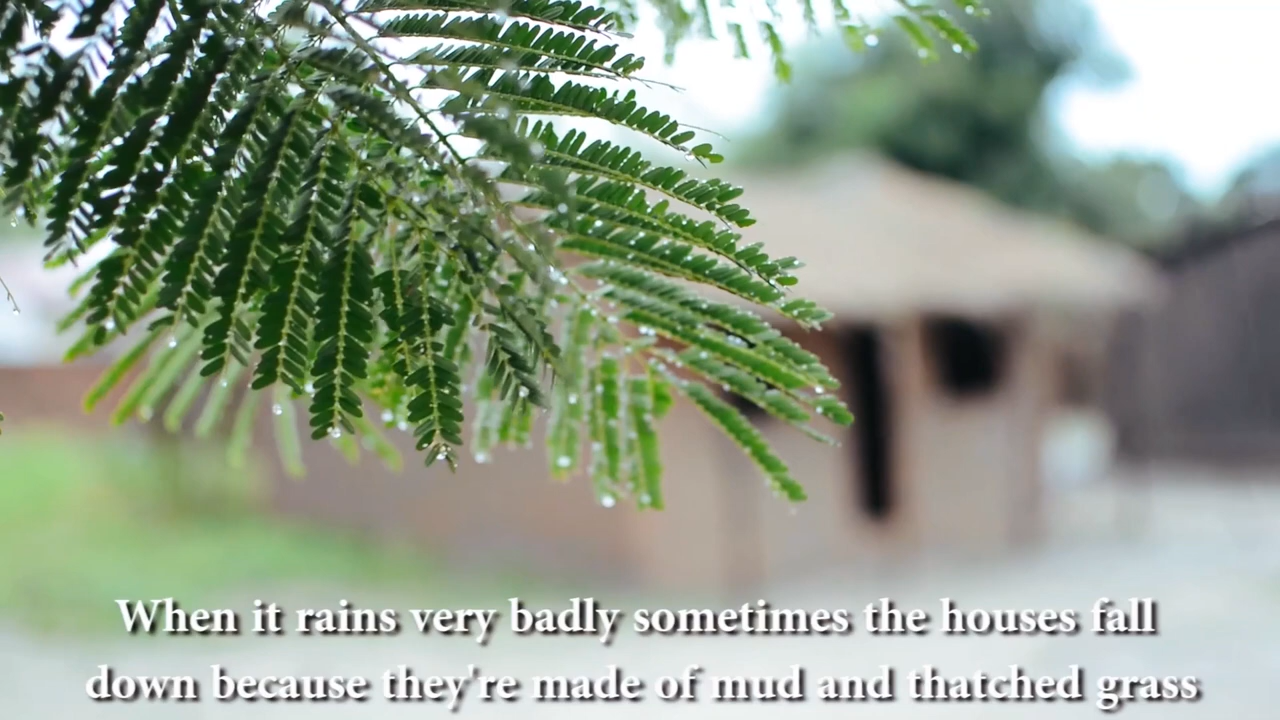 When it rains very badly sometimes the houses fall
down because they're made of mud and thatched grass